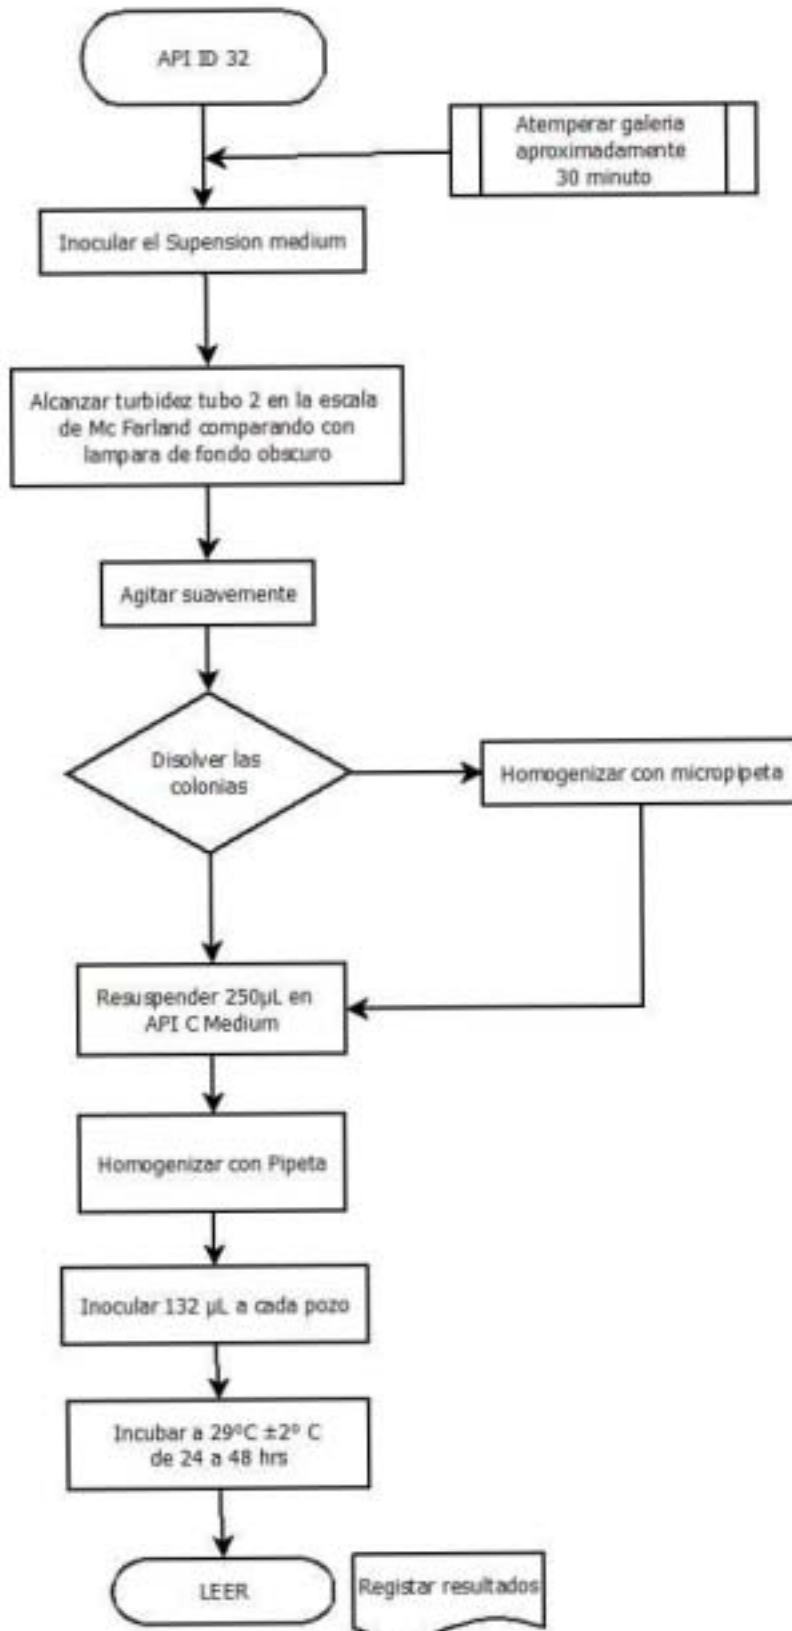 API ID 32
Atemperar galeria
aproximadamente
30 minuto
Inocular el Supension medium
Alcanzar turbidez tubo 2 en la escala
de Mc Farland comparando con
lampara de fondo obscuro
Agitar suavemente
Disolver las
colonias
Homogenizar con micropipeta
Resuspender 250µL en
API C Medium
Homogenizar con Pipeta
Inocular 132 µL a cada pozo
Incubar a 29ºC ±2º C
de 24 a 48 hrs
LEER
Registar resultados